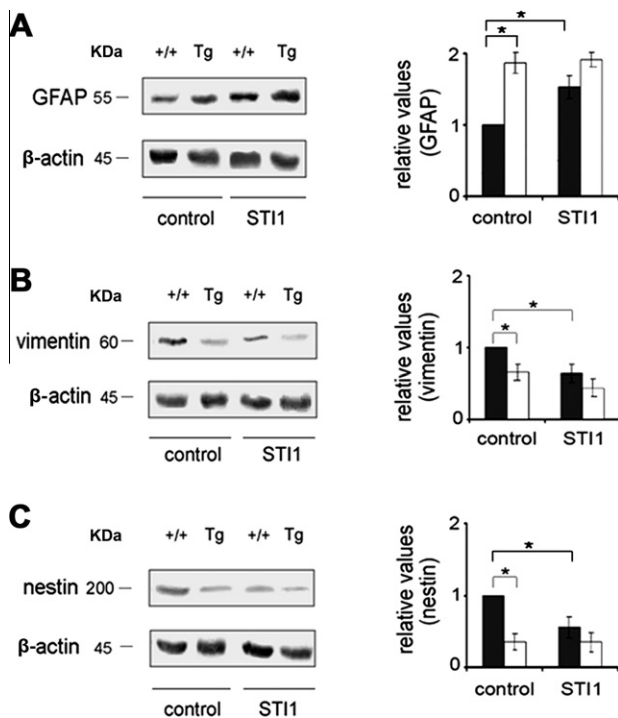 A
KDa +/+ Tg +/+ Tg
GFAP 55
β-actin 45
control STI1
relative values
(GFAP)
2
1
0
* *
control STI1
B
KDa +/+ Tg +/+ Tg
vimentin 60
β-actin 45
control STI1
relative values
(vimentin)
2
1
0
* *
control STI1
C
KDa +/+ Tg +/+ Tg
nestin 200
β-actin 45
control STI1
relative values
(nestin)
2
1
0
* *
control STI1